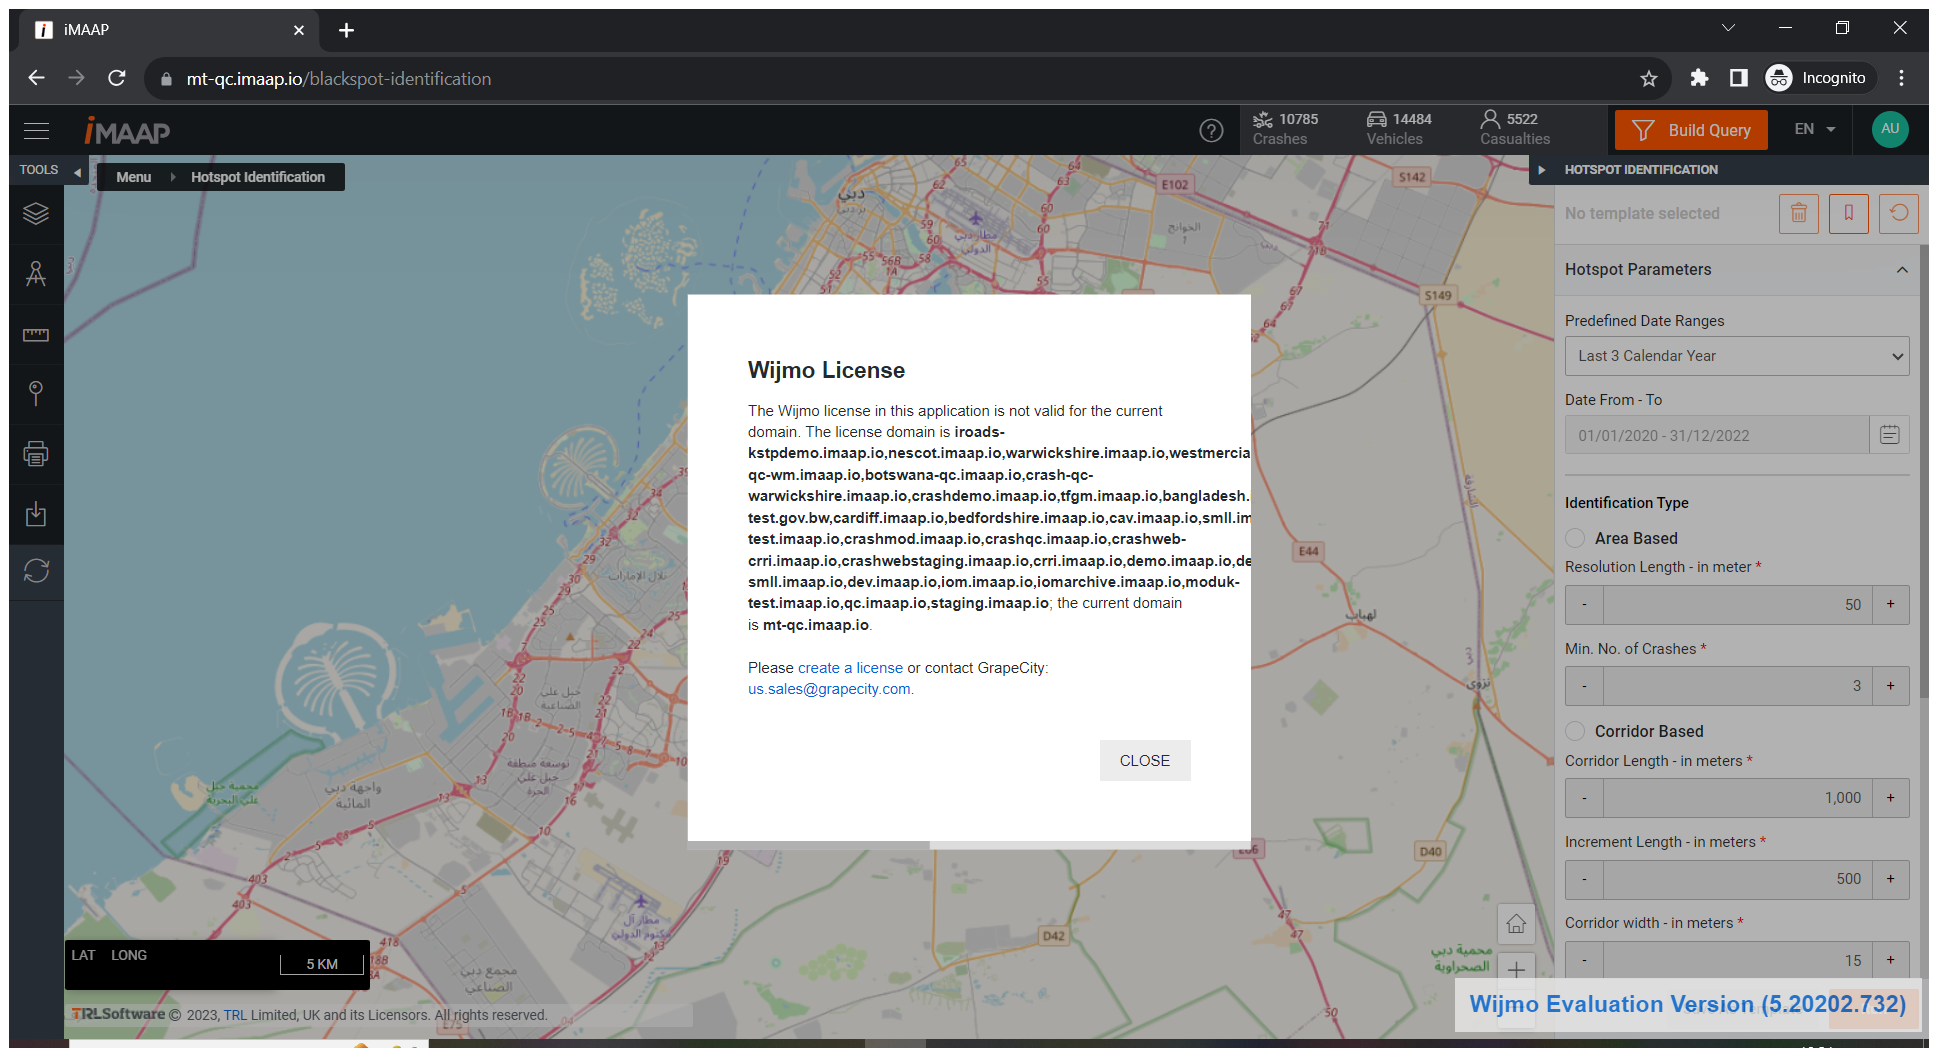 iMAAP
mt-qc.imaap.io/blackspot-identification
Incognito
iMAAP
10785
Crashes
14484
Vehicles
5522
Casualties
Build Query
EN
AU
TOOLS
Menu
Hotspot Identification
HOTSPOT IDENTIFICATION
No template selected
Hotspot Parameters
Predefined Date Ranges
Last 3 Calendar Year
Date From - To
01/01/2020 - 31/12/2022
Identification Type
Area Based
Resolution Length - in meter *
- 50 +
Min. No. of Crashes *
- 3 +
Corridor Based
Corridor Length - in meters *
- 1,000 +
Increment Length - in meters *
- 500 +
Corridor width - in meters *
- 15 +
Wijmo License
The Wijmo license in this application is not valid for the current
domain. The license domain is iroads-
kstpdemo.imaap.io,nescot.imaap.io,warwickshire.imaap.io,westmercia
qc-wm.imaap.io,botswana-qc.imaap.io,crash-qc-
warwickshire.imaap.io,crashdemo.imaap.io,tfgm.imaap.io,bangladesh.
test.gov.bw,cardiff.imaap.io,bedfordshire.imaap.io,cav.imaap.io,smll.im
test.imaap.io,crashmod.imaap.io,crashqc.imaap.io,crashweb-
crri.imaap.io,crashwebstaging.imaap.io,crri.imaap.io,demo.imaap.io,de
smll.imaap.io,dev.imaap.io,iom.imaap.io,iomarchive.imaap.io,moduk-
test.imaap.io,qc.imaap.io,staging.imaap.io; the current domain
is mt-qc.imaap.io.
Please create a license or contact GrapeCity:
us.sales@grapecity.com.
CLOSE
دبي
E102
S142
S149
E44
لهباب
نزوى
D40
D42
LAT LONG
5 KM
TRLSoftware © 2023, TRL Limited, UK and its Licensors. All rights reserved.
Wijmo Evaluation Version (5.20202.732)